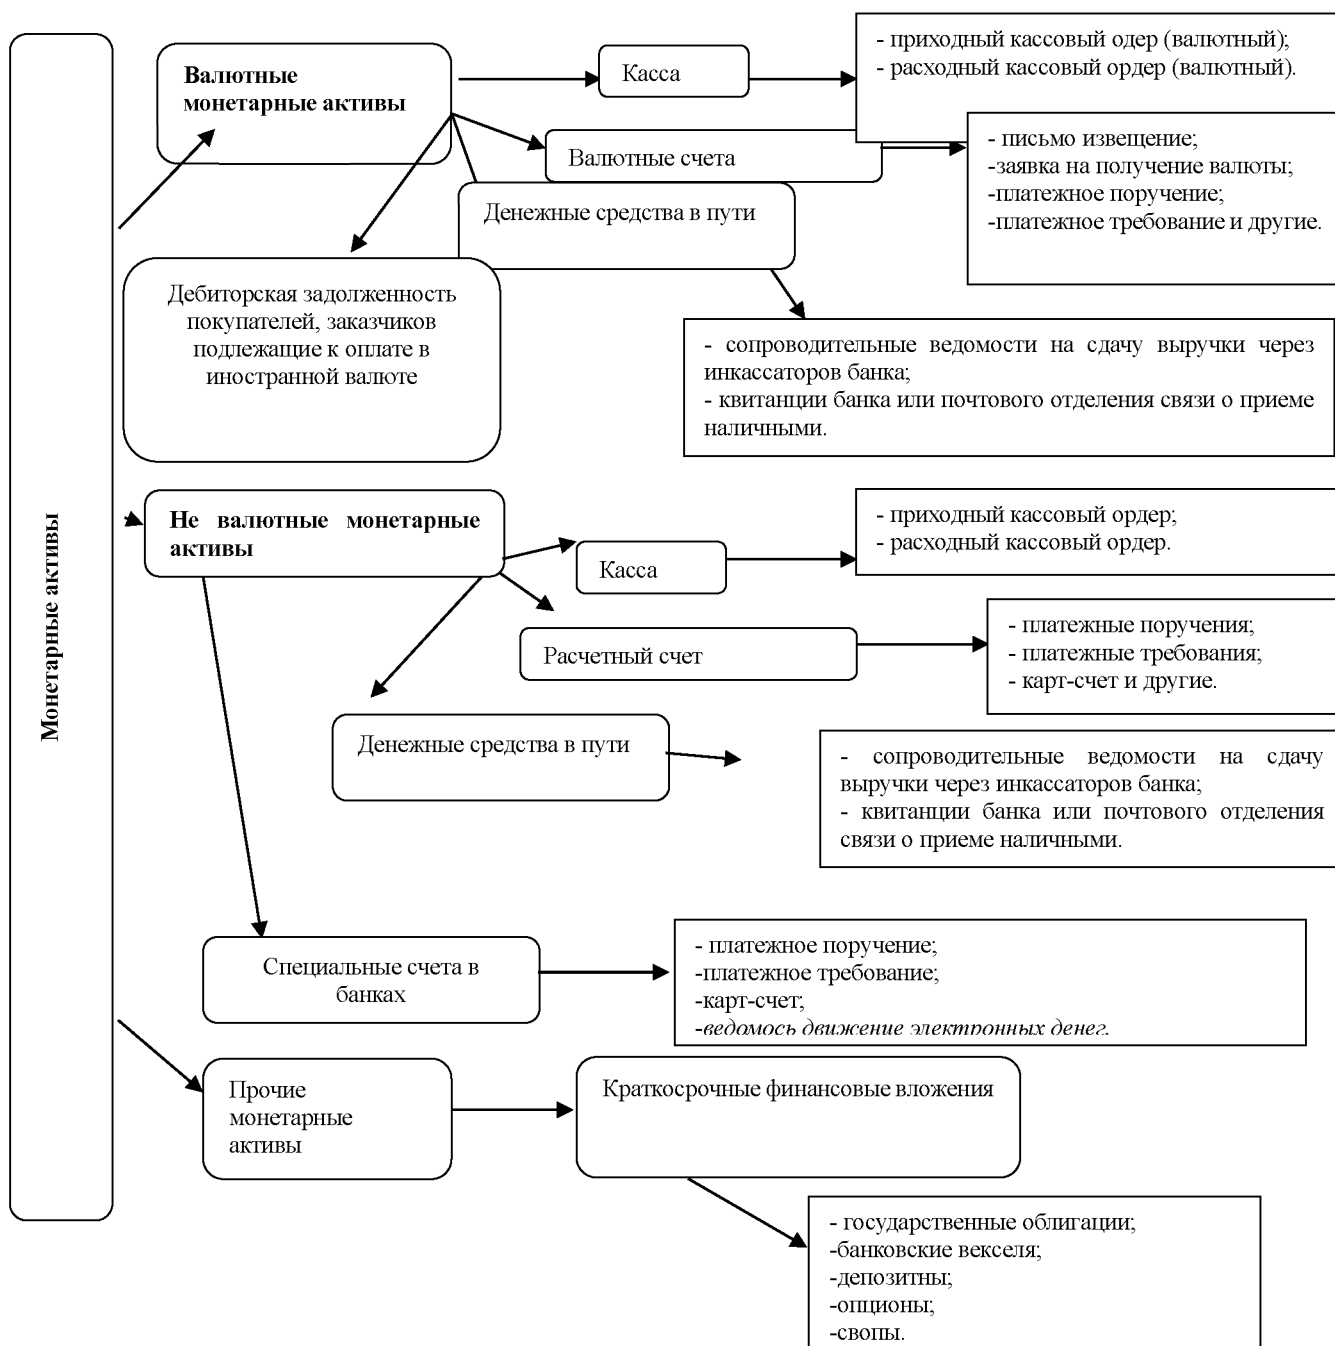 Монетарные активы
Валютные
монетарные активы
Касса
- приходный кассовый одер (валютный);
- расходный кассовый ордер (валютный).
Валютные счета
- письмо извещение;
-заявка на получение валюты;
-платежное поручение;
-платежное требование и другие.
Денежные средства в пути
- сопроводительные ведомости на сдачу выручки через
инкассаторов банка;
- квитанции банка или почтового отделения связи о приеме
наличными.
Дебиторская задолженность
покупателей, заказчиков
подлежащие к оплате в
иностранной валюте
Не валютные монетарные
активы
Касса
- приходный кассовый ордер;
- расходный кассовый ордер.
Расчетный счет
- платежные поручения;
- платежные требования;
- карт-счет и другие.
Денежные средства в пути
- сопроводительные ведомости на сдачу
выручки через инкассаторов банка;
- квитанции банка или почтового отделения
связи о приеме наличными.
Специальные счета в
банках
- платежное поручение;
-платежное требование;
-карт-счет;
-ведомось движение электронных денег.
Прочие
монетарные
активы
Краткосрочные финансовые вложения
- государственные облигации;
-банковские векселя;
-депозитны;
-опционы;
-свопы.